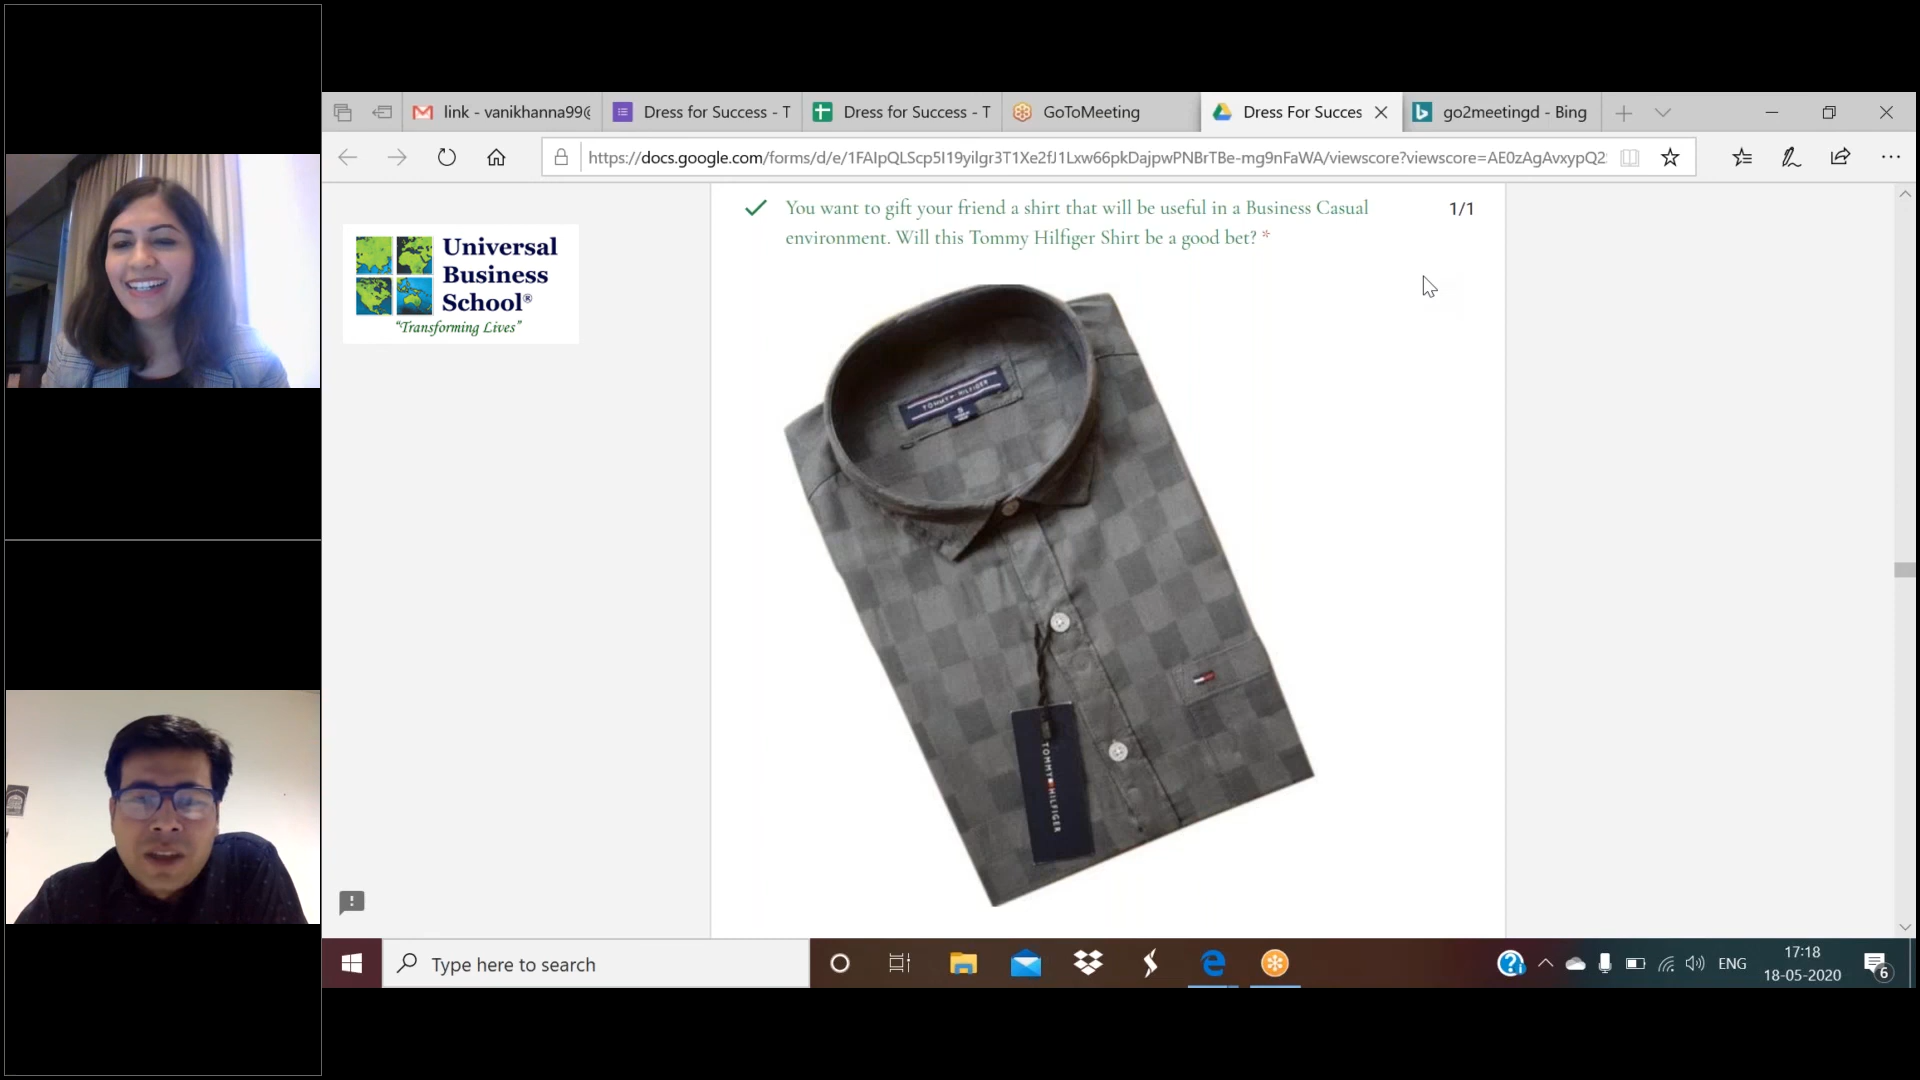 link - vanikhanna99@
Dress for Success - T
Dress for Success - T
GoToMeeting
Dress For Succes
go2meetingd - Bing
https://docs.google.com/forms/d/e/1FAIpQLScp5I19yiIgr3T1Xe2fJ1Lxw66pkDajpwPNBrTBe-mg9nFaWA/viewscore?viewscore=AE0zAgAvxypQ2
Universal
Business
School®
"Transforming Lives"
You want to gift your friend a shirt that will be useful in a Business Casual
environment. Will this Tommy Hilfiger Shirt be a good bet? *
1/1
TOMMY HILFIGER
S
TOMMY HILFIGER
Type here to search
ENG
17:18
18-05-2020
6